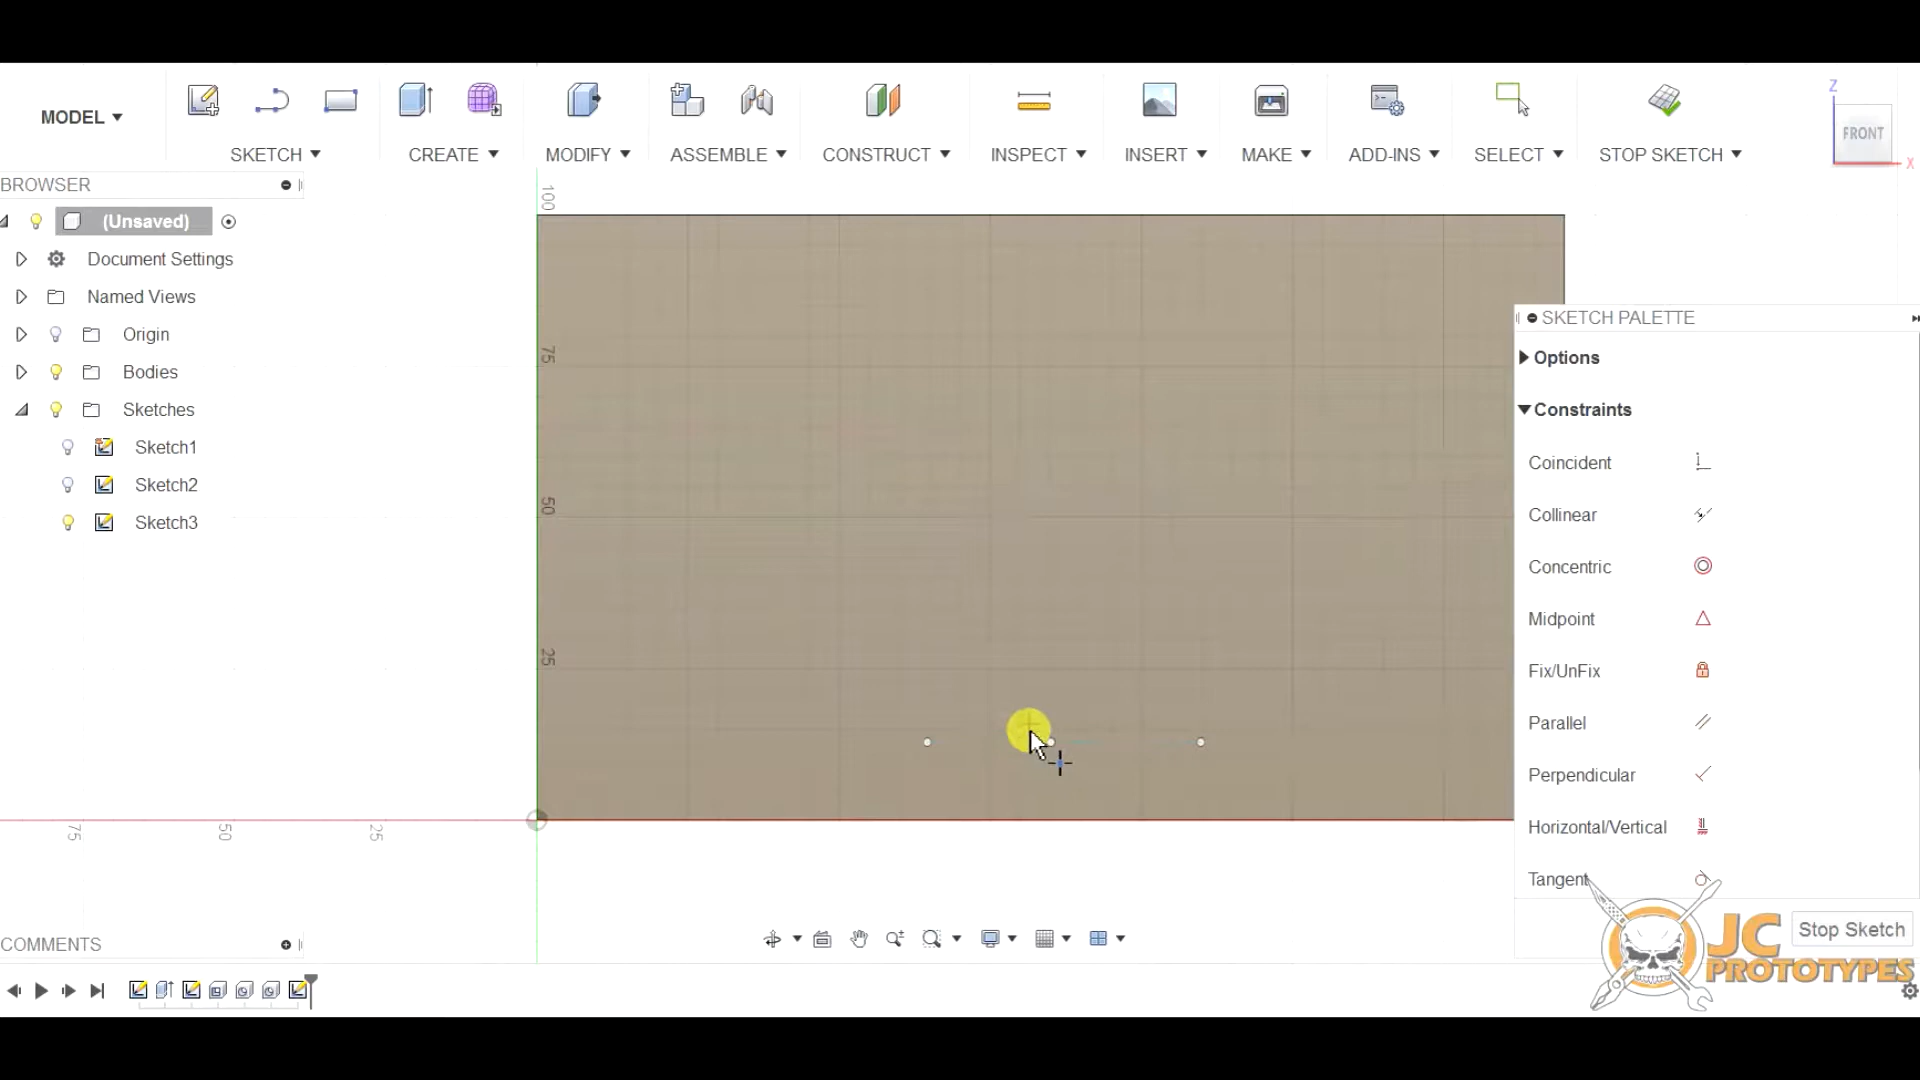 MODEL
SKETCH
CREATE
MODIFY
ASSEMBLE
CONSTRUCT
INSPECT
INSERT
MAKE
ADD-INS
SELECT
STOP SKETCH
Z
FRONT
X
BROWSER
(Unsaved)
Document Settings
Named Views
Origin
Bodies
Sketches
Sketch1
Sketch2
Sketch3
100
75
50
25
75
50
25
SKETCH PALETTE
Options
Constraints
Coincident
Collinear
Concentric
Midpoint
Fix/UnFix
Parallel
Perpendicular
Horizontal/Vertical
Tangent
Stop Sketch
JC
PROTOTYPES
COMMENTS